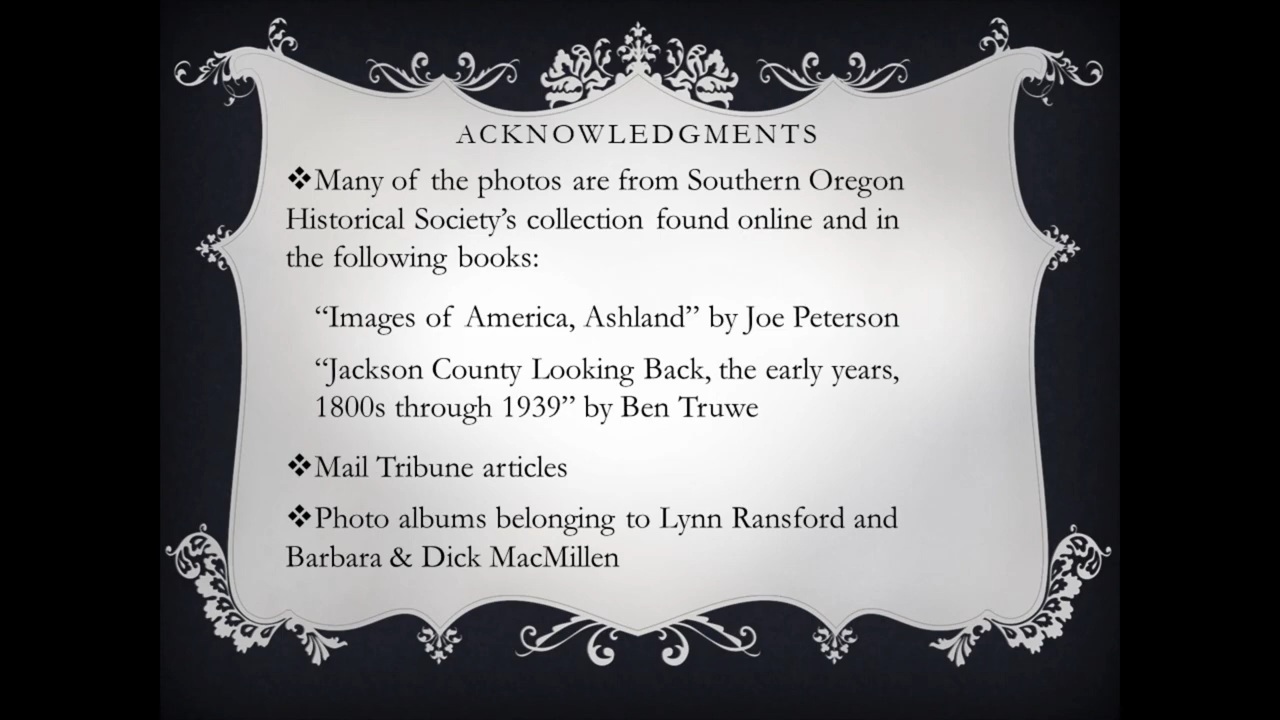 ACKNOWLEDGMENTS
❖Many of the photos are from Southern Oregon
Historical Society’s collection found online and in
the following books:
“Images of America, Ashland” by Joe Peterson
“Jackson County Looking Back, the early years,
1800s through 1939” by Ben Truwe
❖Mail Tribune articles
❖Photo albums belonging to Lynn Ransford and
Barbara & Dick MacMillen